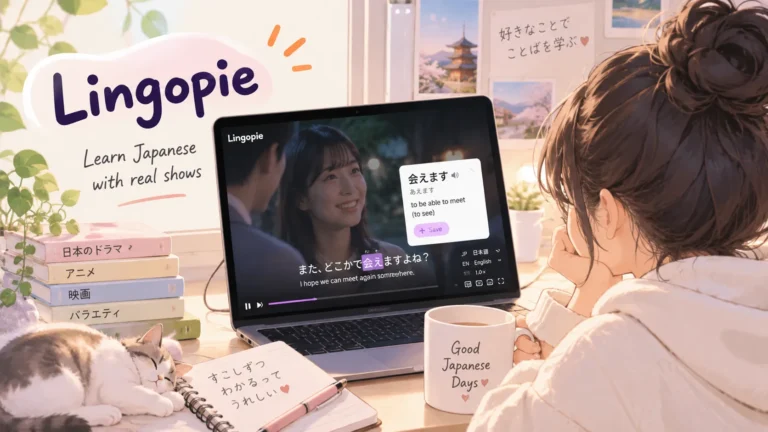 Lingopie
Learn Japanese
with real shows
好きなことで
ことばを学ぶ♥
Lingopie
会えます
あえます
to be able to meet
(to see)
+ Save
また、どこかで会えますよね？
I hope we can meet again somewhere.
JP 日本語
EN English
1.0x
日本のドラマ
アニメ
映画
バラエティ
すこしずつ
わかるって
うれしい♥
Good
Japanese
Days